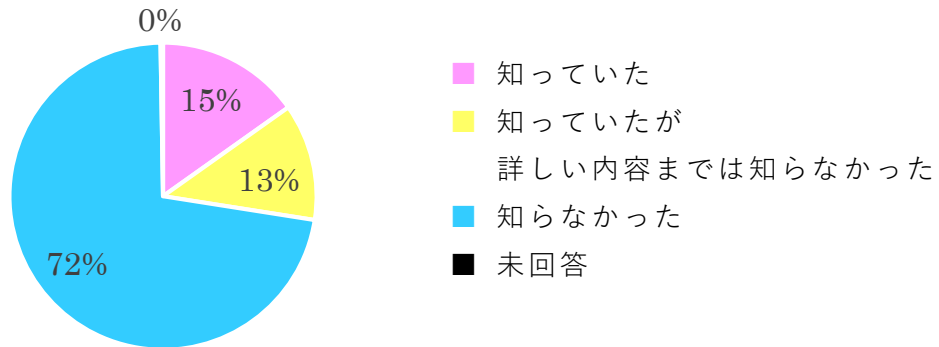 0%
15%
13%
72%
知っていた
知っていたが
詳しい内容までは知らなかった
知らなかった
未回答